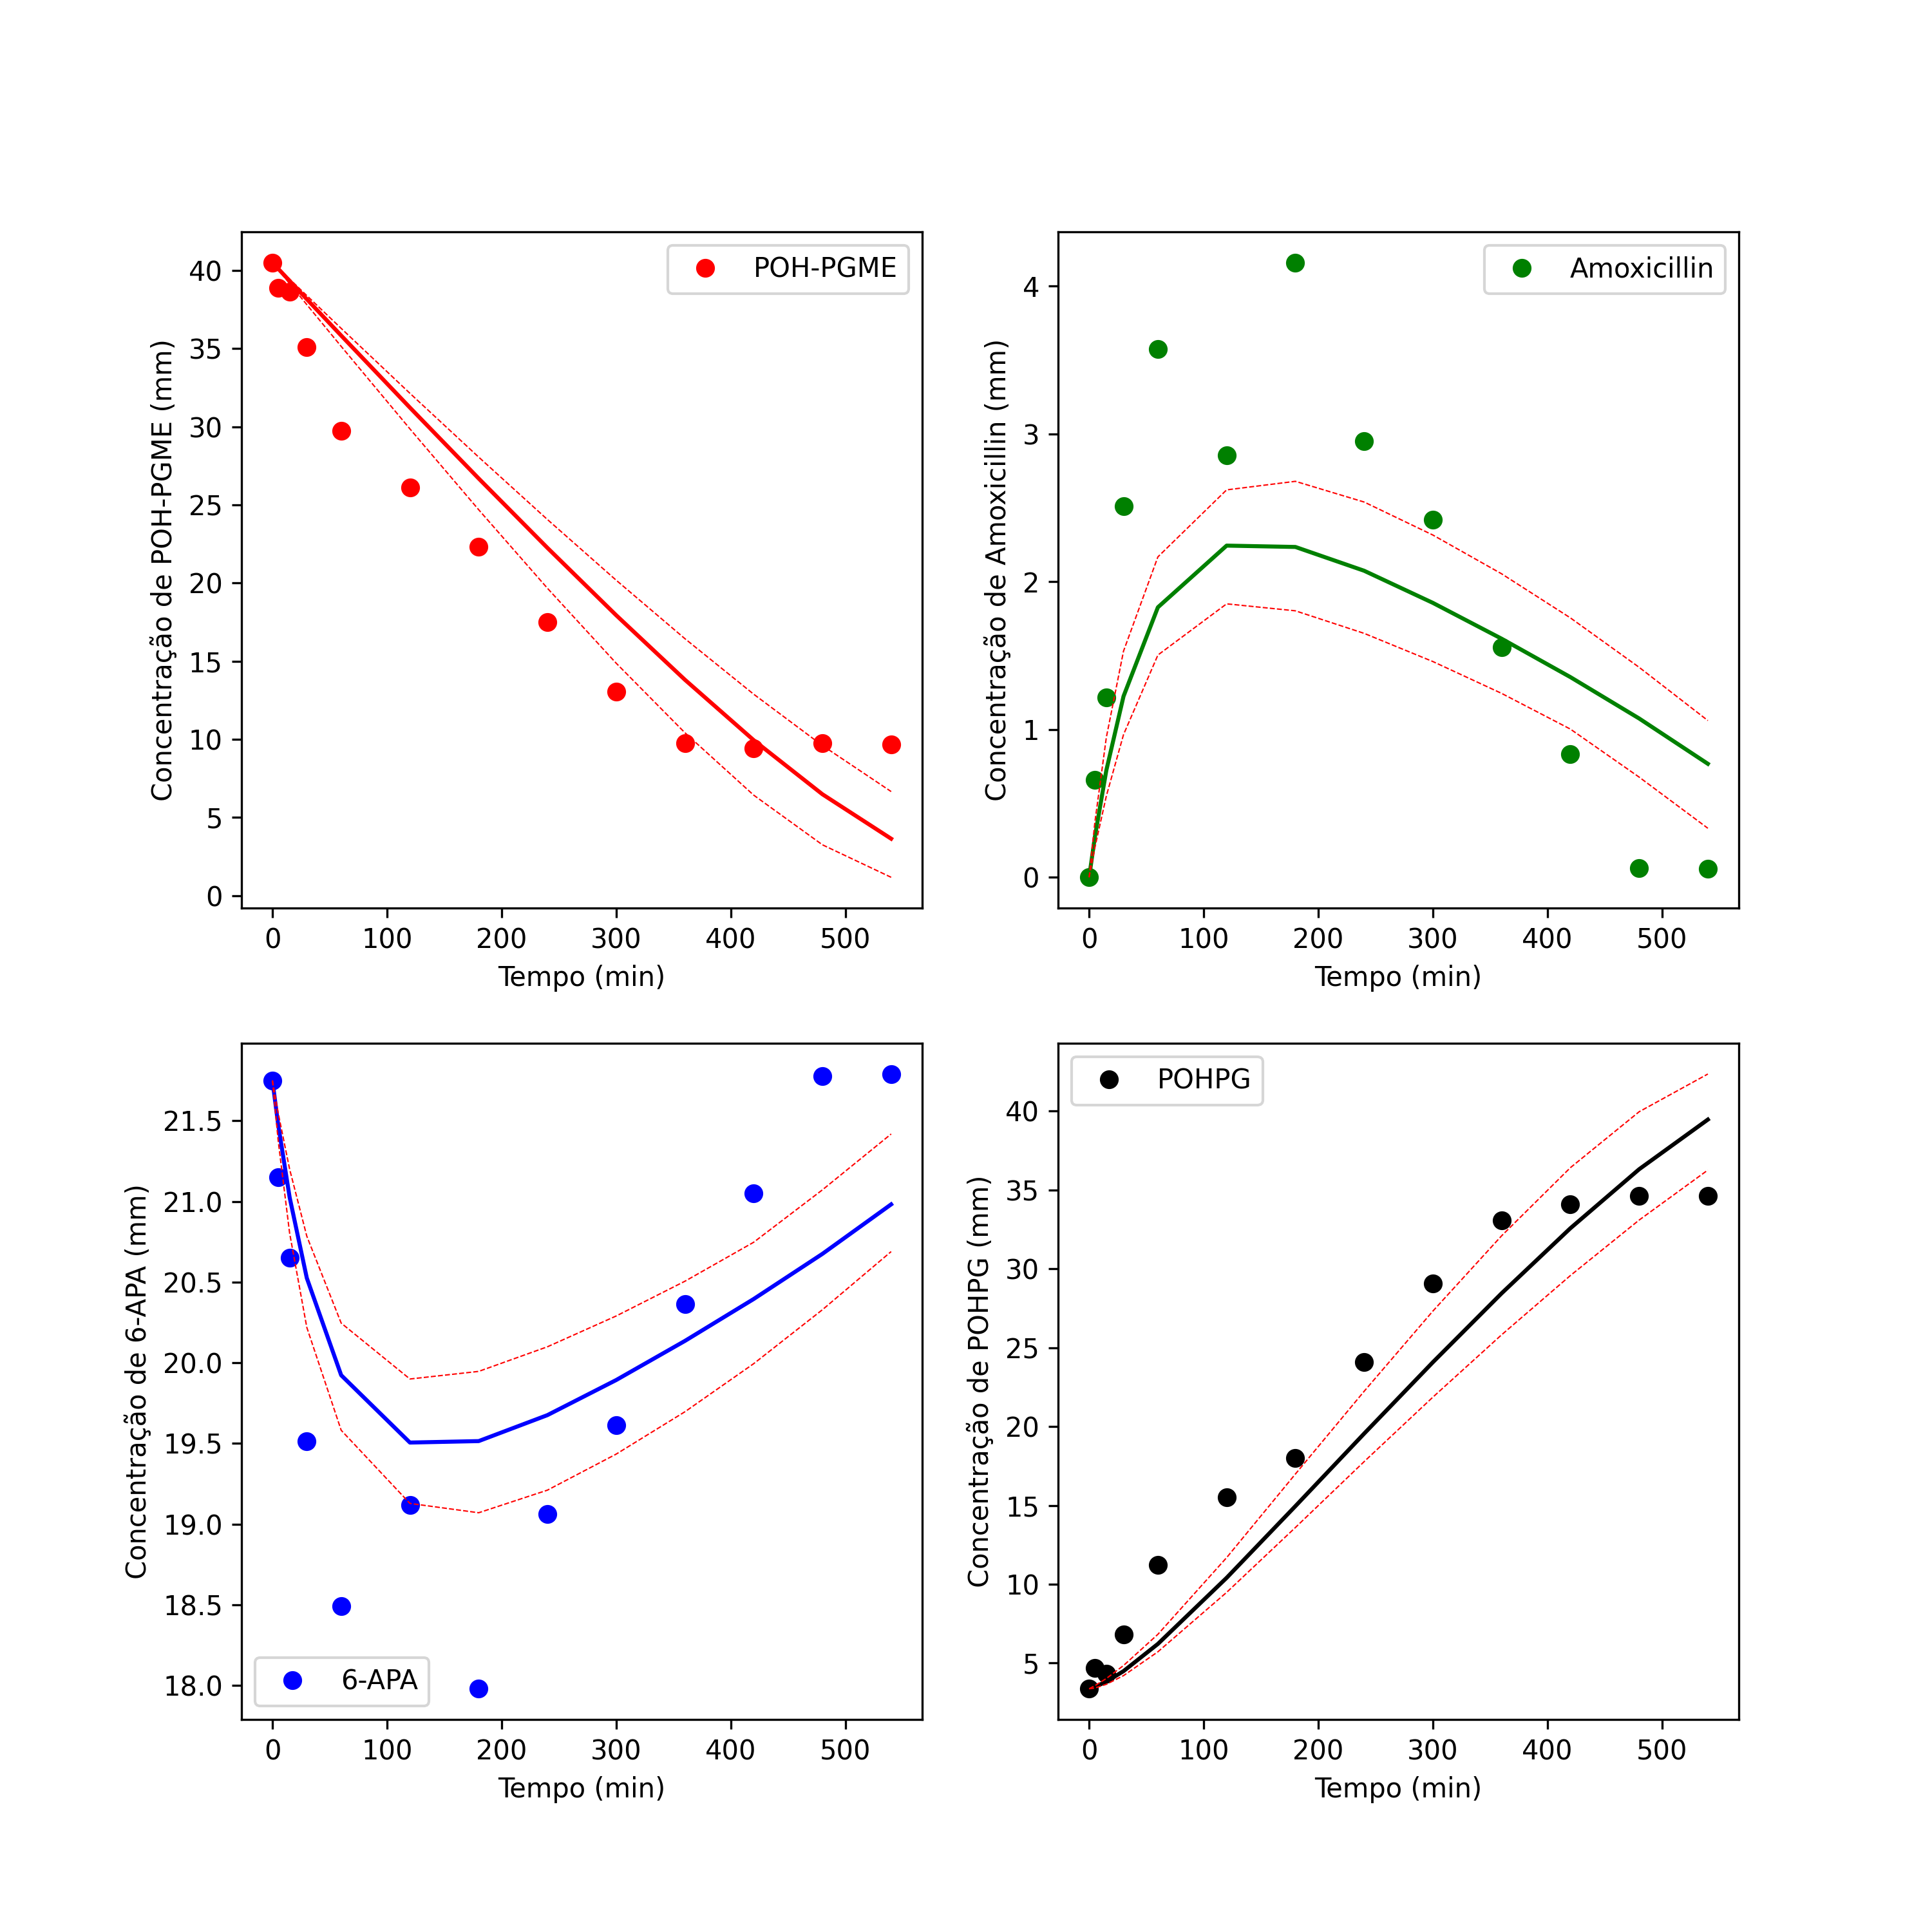 POH-PGME
Concentração de POH-PGME (mm)
40
35
30
25
20
15
10
5
0
0 100 200 300 400 500
Tempo (min)
Amoxicillin
Concentração de Amoxicillin (mm)
4
3
2
1
0
0 100 200 300 400 500
Tempo (min)
6-APA
Concentração de 6-APA (mm)
21.5
21.0
20.5
20.0
19.5
19.0
18.5
18.0
0 100 200 300 400 500
Tempo (min)
POHPG
Concentração de POHPG (mm)
40
35
30
25
20
15
10
5
0 100 200 300 400 500
Tempo (min)